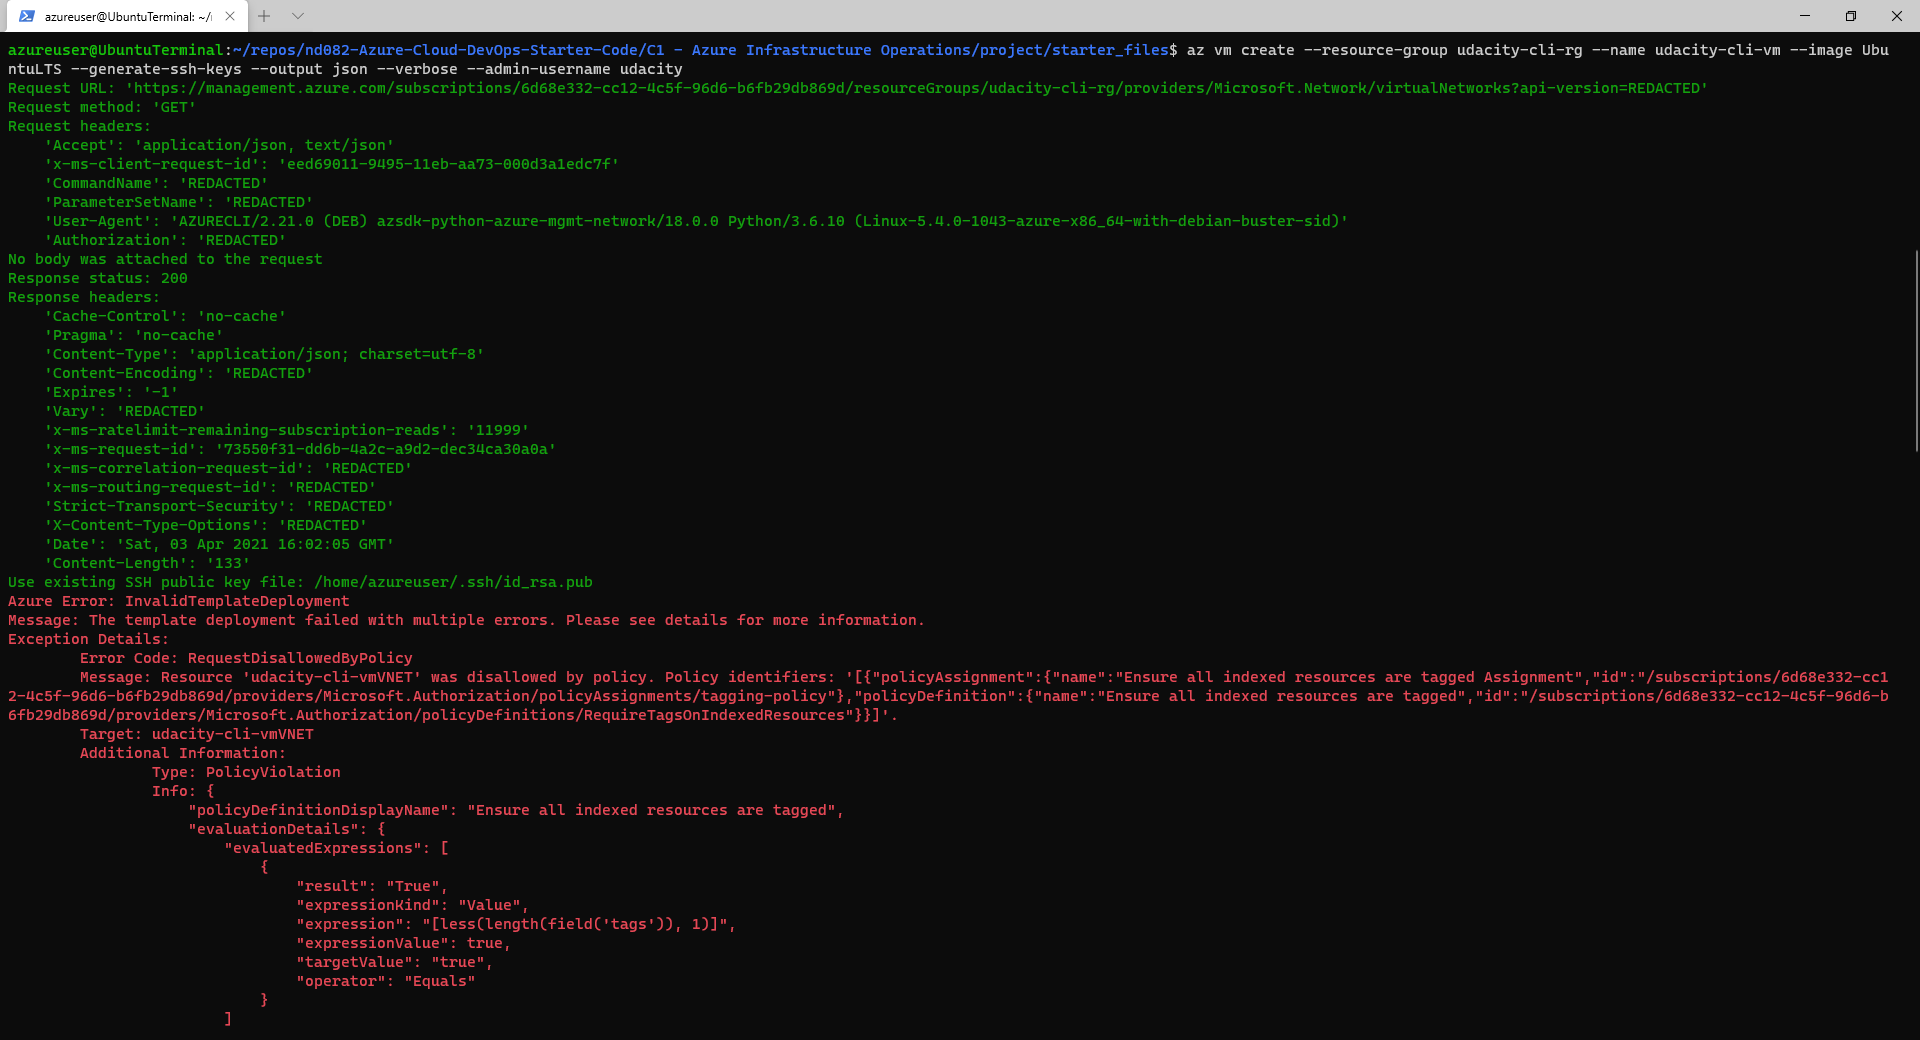 azureuser@UbuntuTerminal: ~/r
azureuser@UbuntuTerminal:~/repos/nd082-Azure-Cloud-DevOps-Starter-Code/C1 - Azure Infrastructure Operations/project/starter_files$ az vm create --resource-group udacity-cli-rg --name udacity-cli-vm --image Ubu
ntuLTS --generate-ssh-keys --output json --verbose --admin-username udacity
Request URL: 'https://management.azure.com/subscriptions/6d68e332-cc12-4c5f-96d6-b6fb29db869d/resourceGroups/udacity-cli-rg/providers/Microsoft.Network/virtualNetworks?api-version=REDACTED'
Request method: 'GET'
Request headers:
    'Accept': 'application/json, text/json'
    'x-ms-client-request-id': 'eed69011-9495-11eb-aa73-000d3a1edc7f'
    'CommandName': 'REDACTED'
    'ParameterSetName': 'REDACTED'
    'User-Agent': 'AZURECLI/2.21.0 (DEB) azsdk-python-azure-mgmt-network/18.0.0 Python/3.6.10 (Linux-5.4.0-1043-azure-x86_64-with-debian-buster-sid)'
    'Authorization': 'REDACTED'
No body was attached to the request
Response status: 200
Response headers:
    'Cache-Control': 'no-cache'
    'Pragma': 'no-cache'
    'Content-Type': 'application/json; charset=utf-8'
    'Content-Encoding': 'REDACTED'
    'Expires': '-1'
    'Vary': 'REDACTED'
    'x-ms-ratelimit-remaining-subscription-reads': '11999'
    'x-ms-request-id': '73550f31-dd6b-4a2c-a9d2-dec34ca30a0a'
    'x-ms-correlation-request-id': 'REDACTED'
    'x-ms-routing-request-id': 'REDACTED'
    'Strict-Transport-Security': 'REDACTED'
    'X-Content-Type-Options': 'REDACTED'
    'Date': 'Sat, 03 Apr 2021 16:02:05 GMT'
    'Content-Length': '133'
Use existing SSH public key file: /home/azureuser/.ssh/id_rsa.pub
Azure Error: InvalidTemplateDeployment
Message: The template deployment failed with multiple errors. Please see details for more information.
Exception Details:
        Error Code: RequestDisallowedByPolicy
        Message: Resource 'udacity-cli-vmVNET' was disallowed by policy. Policy identifiers: '[{"policyAssignment":{"name":"Ensure all indexed resources are tagged Assignment","id":"/subscriptions/6d68e332-cc1
2-4c5f-96d6-b6fb29db869d/providers/Microsoft.Authorization/policyAssignments/tagging-policy"},"policyDefinition":{"name":"Ensure all indexed resources are tagged","id":"/subscriptions/6d68e332-cc12-4c5f-96d6-b
6fb29db869d/providers/Microsoft.Authorization/policyDefinitions/RequireTagsOnIndexedResources"}}]'.
        Target: udacity-cli-vmVNET
        Additional Information:
                Type: PolicyViolation
                Info: {
                    "policyDefinitionDisplayName": "Ensure all indexed resources are tagged",
                    "evaluationDetails": {
                        "evaluatedExpressions": [
                            {
                                "result": "True",
                                "expressionKind": "Value",
                                "expression": "[less(length(field('tags')), 1)]",
                                "expressionValue": true,
                                "targetValue": "true",
                                "operator": "Equals"
                            }
                        ]